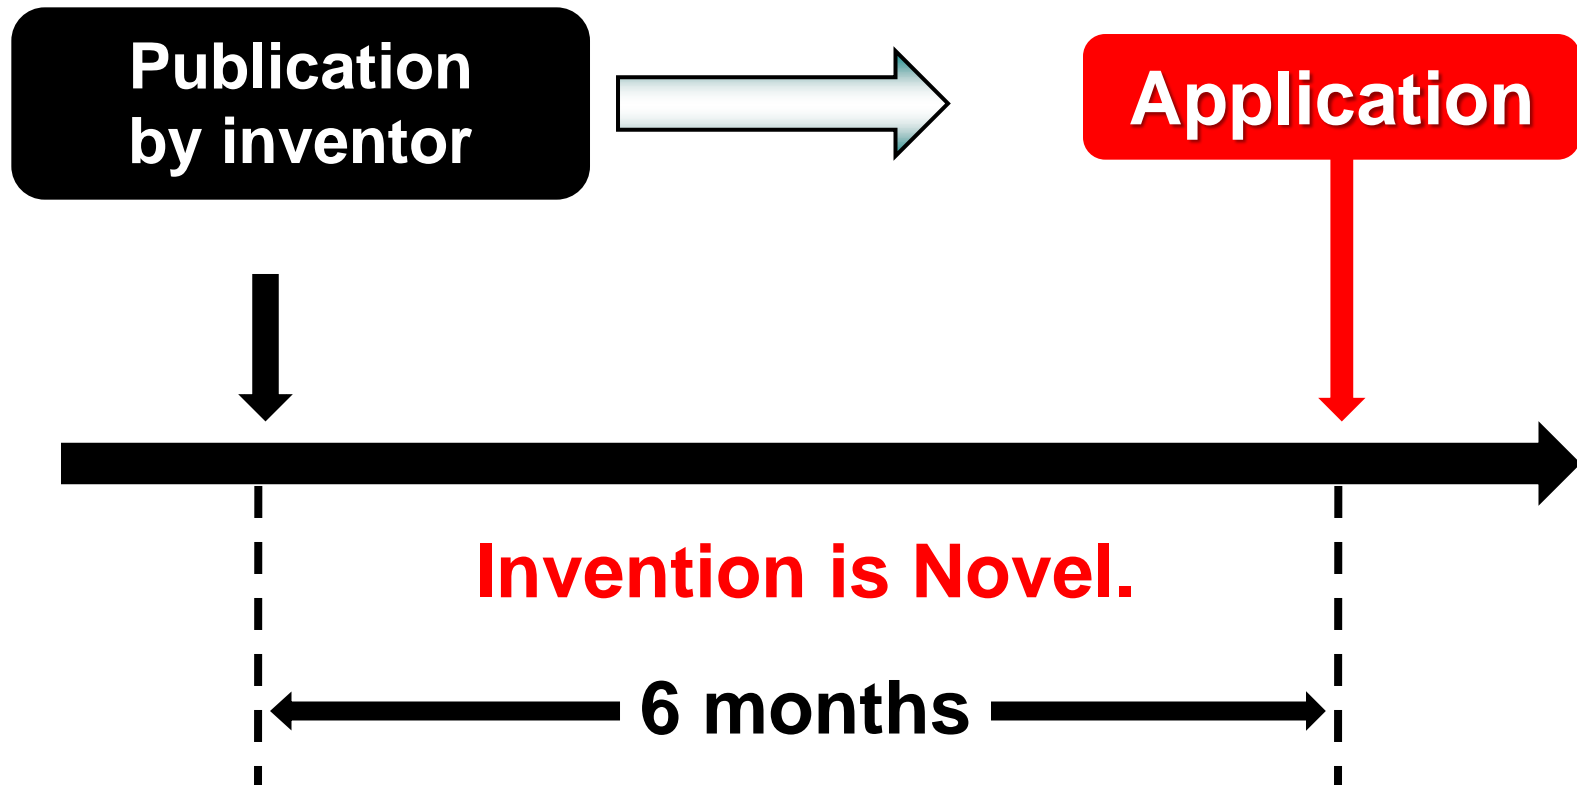 Publication
by inventor
Application
Invention is Novel.
6 months